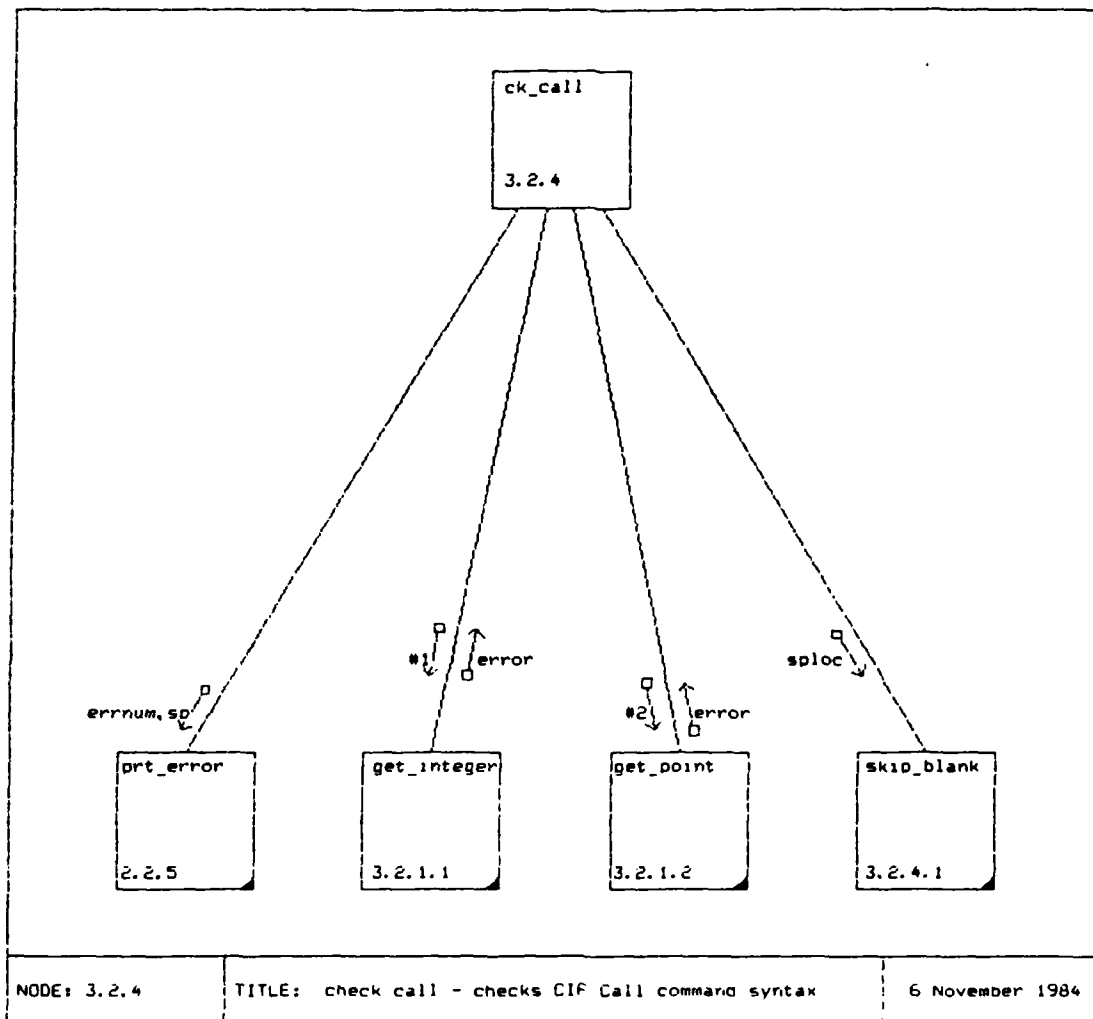 ck_call
3.2.4
#1
error
sploc
errnum, sp
#2
error
prt_error
get_integer
get_point
skip_blank
2.2.5
3.2.1.1
3.2.1.2
3.2.4.1
NODE: 3.2.4
TITLE: check call - checks CIF Call command syntax
6 November 1984